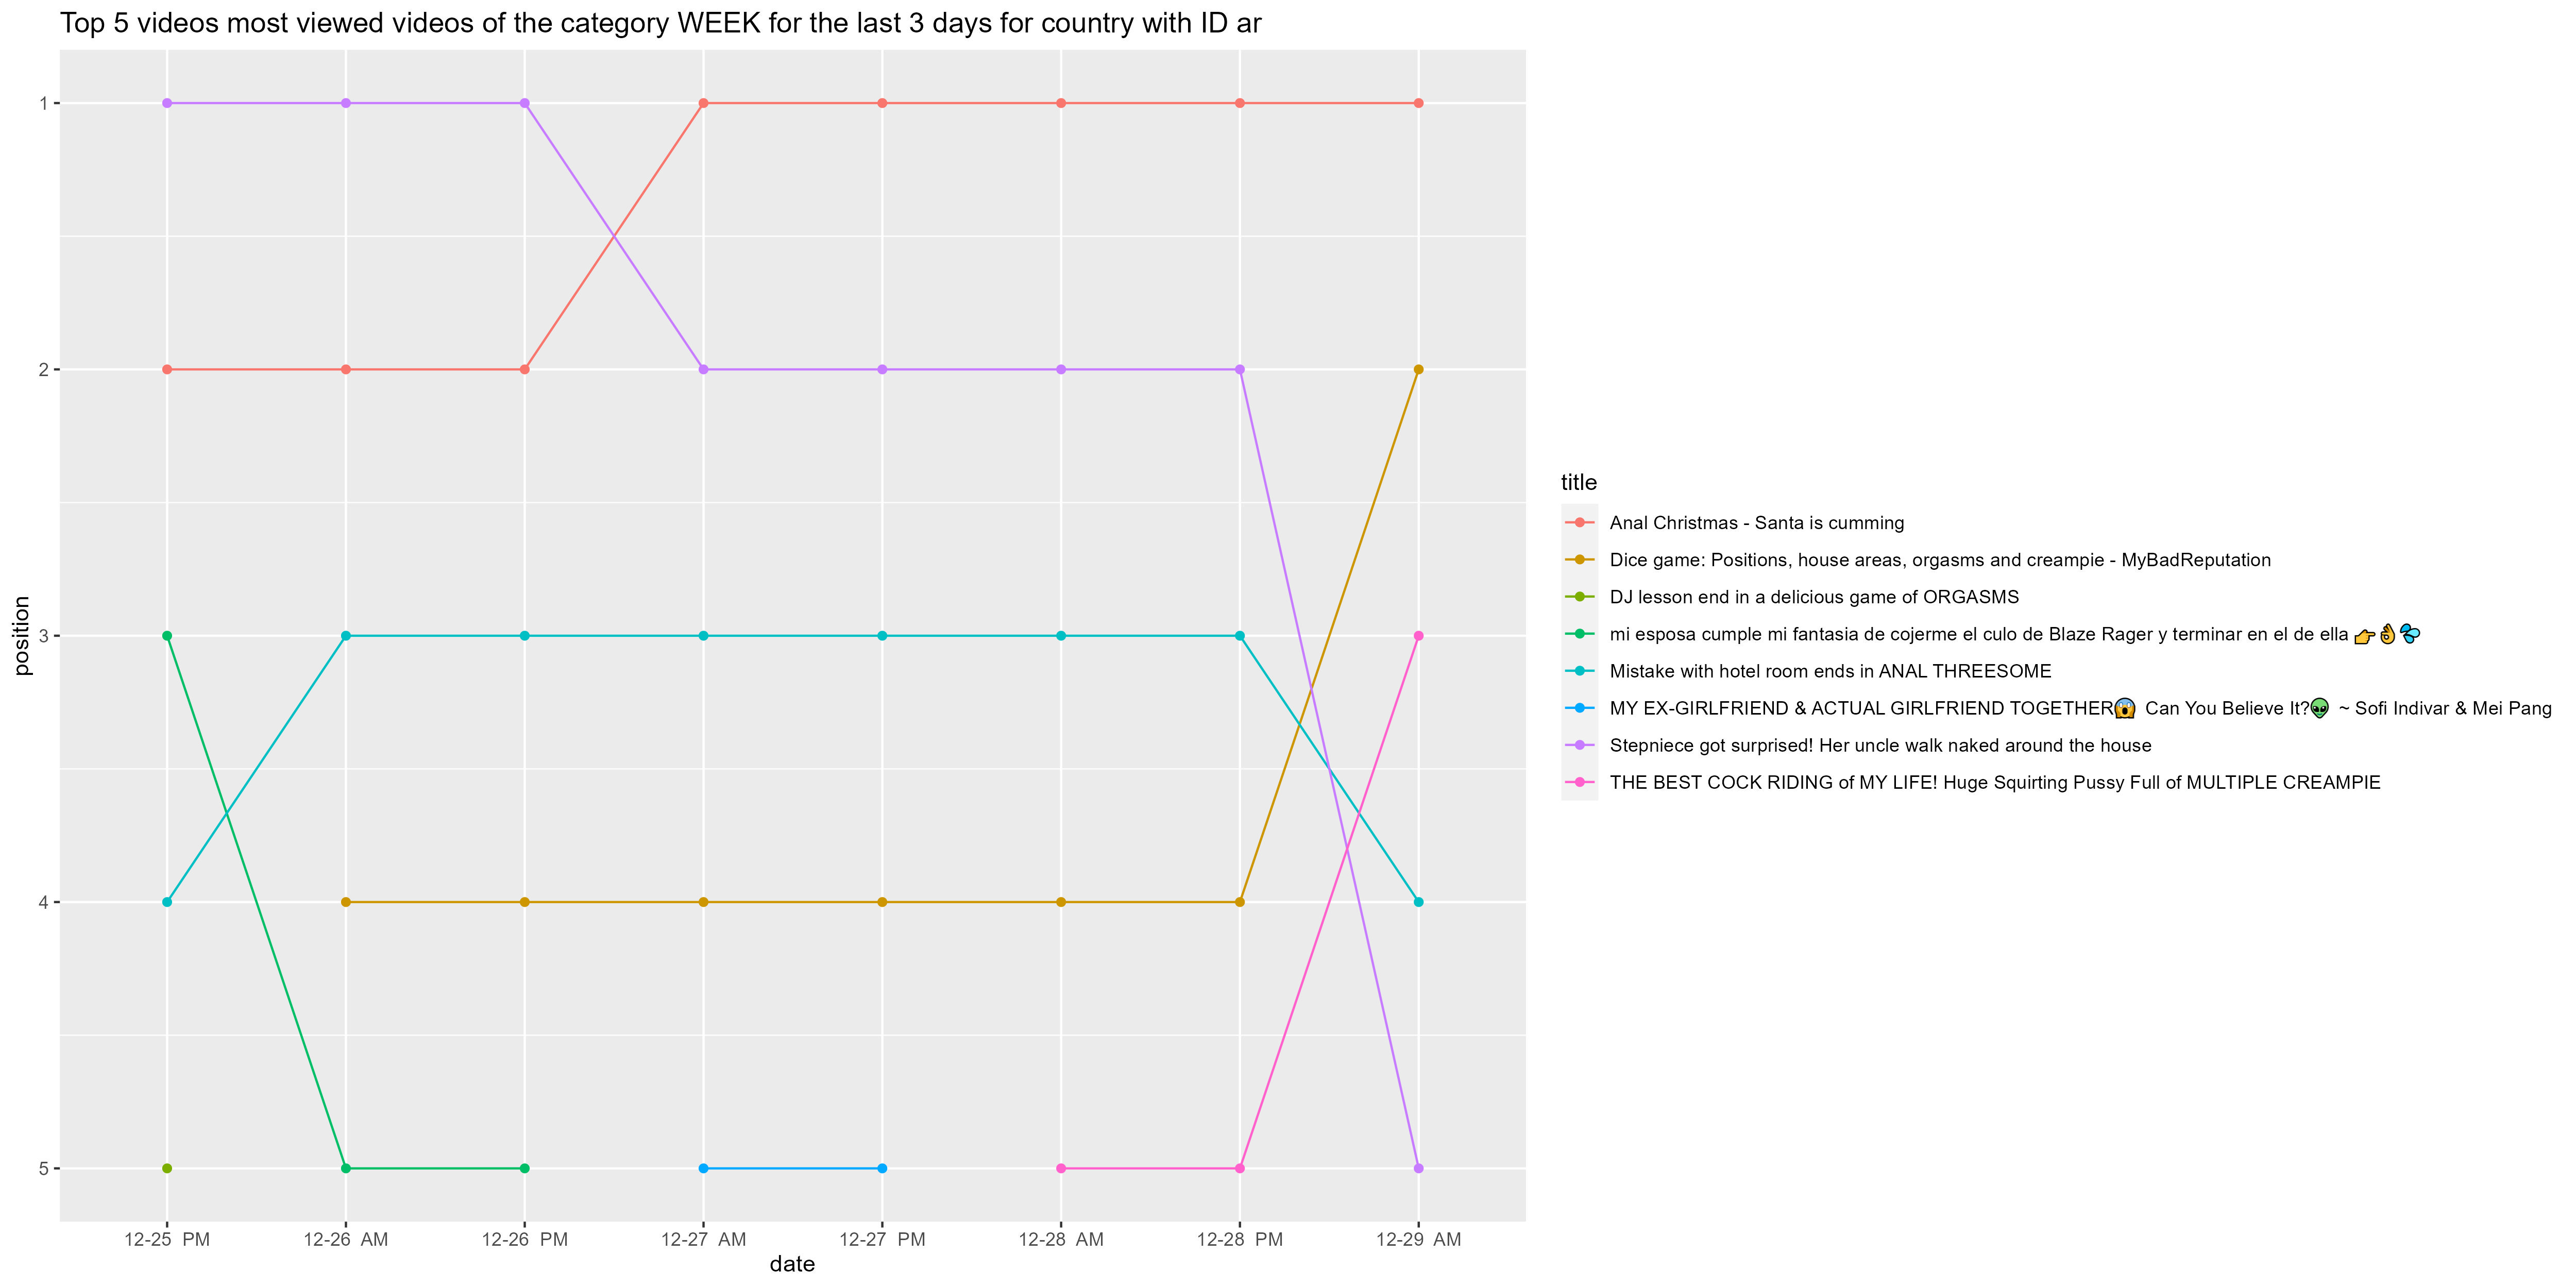 Top 5 videos most viewed videos of the category WEEK for the last 3 days for country with ID ar
position
1
2
3
4
5
12-25 PM
12-26 AM
12-26 PM
12-27 AM
12-27 PM
12-28 AM
12-28 PM
12-29 AM
date
title
Anal Christmas - Santa is cumming
Dice game: Positions, house areas, orgasms and creampie - MyBadReputation
DJ lesson end in a delicious game of ORGASMS
mi esposa cumple mi fantasia de cojerme el culo de Blaze Rager y terminar en el de ella 👉👌💦
Mistake with hotel room ends in ANAL THREESOME
MY EX-GIRLFRIEND & ACTUAL GIRLFRIEND TOGETHER😱 Can You Believe It?👽 ~ Sofi Indivar & Mei Pang
Stepniece got surprised! Her uncle walk naked around the house
THE BEST COCK RIDING of MY LIFE! Huge Squirting Pussy Full of MULTIPLE CREAMPIE